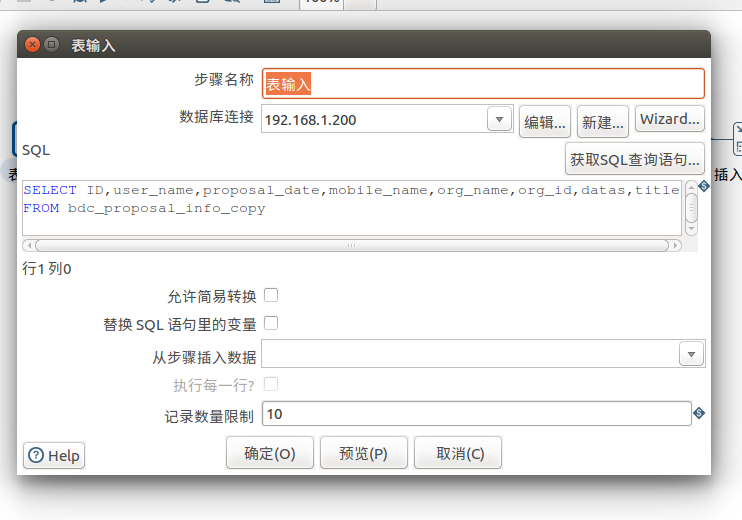 100%
表输入
步骤名称 表输入
数据库连接 192.168.1.200 编辑... 新建... Wizard...
SQL 获取SQL查询语句...
SELECT ID,user_name,proposal_date,mobile_name,org_name,org_id,datas,title
FROM bdc_proposal_info_copy
行1 列0
允许简易转换
替换 SQL 语句里的变量
从步骤插入数据
执行每一行?
记录数量限制 10
Help 确定(O) 预览(P) 取消(C)
插入